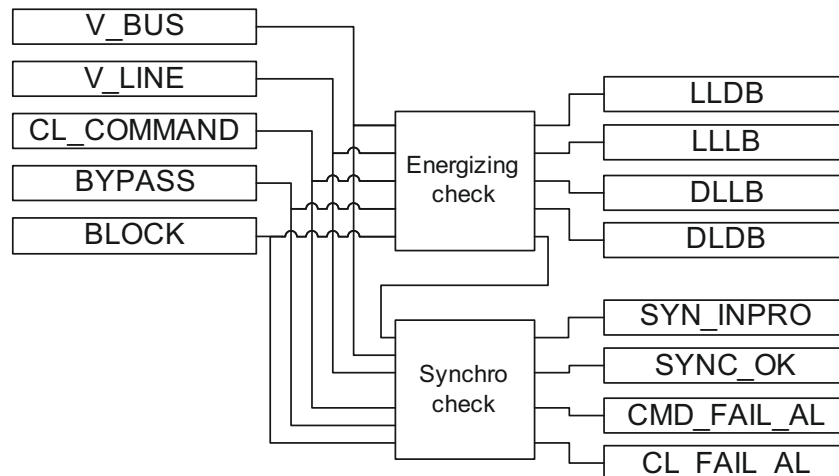 V_BUS
V_LINE
CL_COMMAND
BYPASS
BLOCK
Energizing
check
LLDB
LLLB
DLLB
DLDB
Synchro
check
SYN_INPRO
SYNC_OK
CMD_FAIL_AL
CL_FAIL_AL